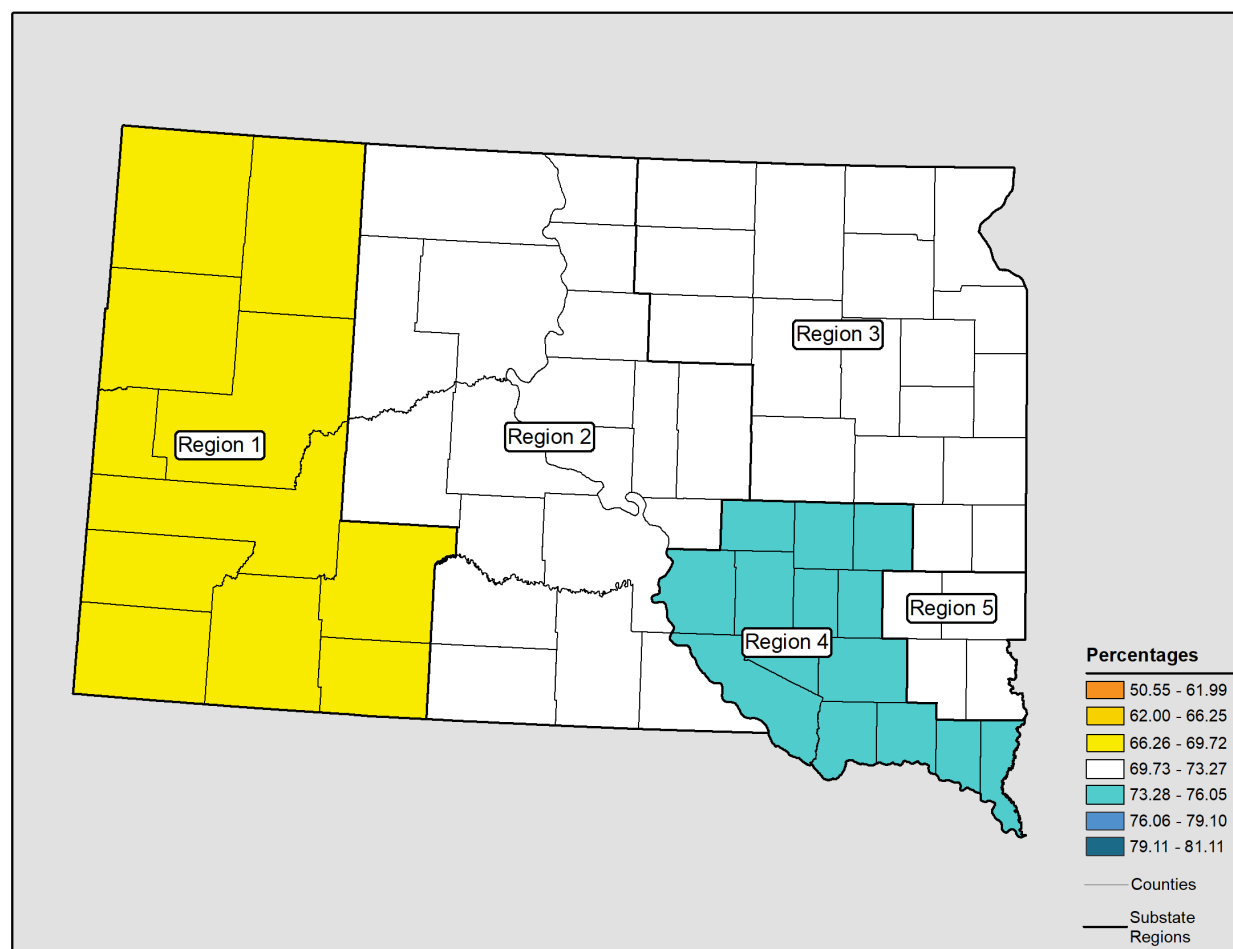 Region 3
Region 2
Region 1
Region 5
Region 4
Percentages
50.55 - 61.99
62.00 - 66.25
66.26 - 69.72
69.73 - 73.27
73.28 - 76.05
76.06 - 79.10
79.11 - 81.11
Counties
Substate
Regions